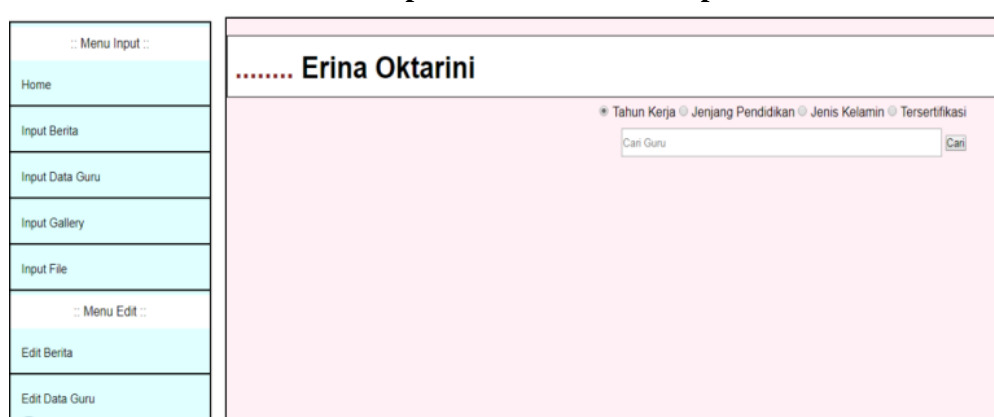 :: Menu Input ::
Home
Input Berita
Input Data Guru
Input Gallery
Input File
:: Menu Edit ::
Edit Berita
Edit Data Guru
........ Erina Oktarini
Tahun Kerja Jenjang Pendidikan Jenis Kelamin Tersertifikasi
Cari Guru Cari